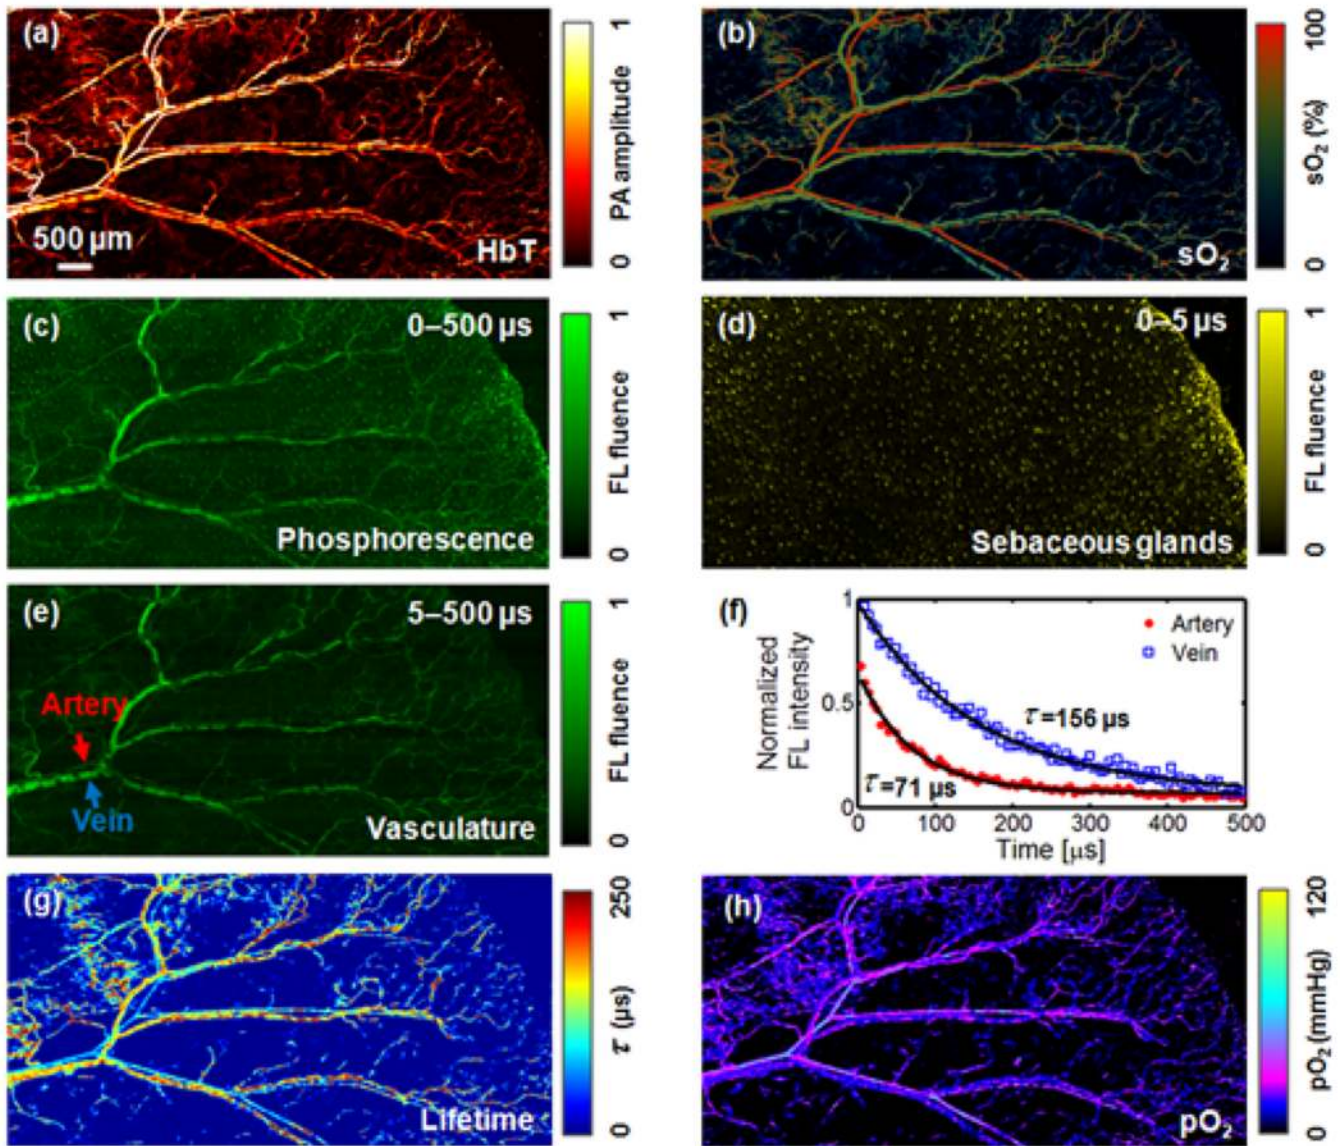 (a)
500 µm
HbT
0 PA amplitude 1
(b)
sO₂
0 sO₂ (%) 100
(c)
0–500 µs
Phosphorescence
0 FL fluence 1
(d)
0–5 µs
Sebaceous glands
0 FL fluence 1
(e)
5–500 µs
Artery
Vein
Vasculature
0 FL fluence 1
(f)
Normalized
FL intensity
1
0.5
0
Artery
Vein
τ=156 µs
τ=71 µs
0 100 200 300 400 500
Time [µs]
(g)
Lifetime
0 τ (µs) 250
(h)
pO₂
0 pO₂ (mmHg) 120